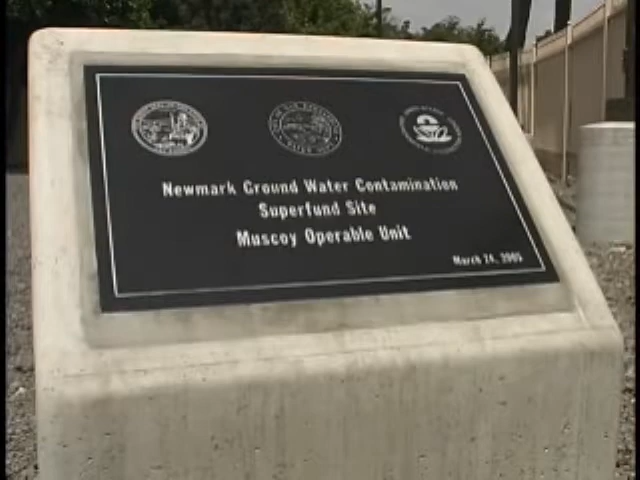 Newmark Ground Water Contamination
Superfund Site
Muscoy Operable Unit
March 24, 2005